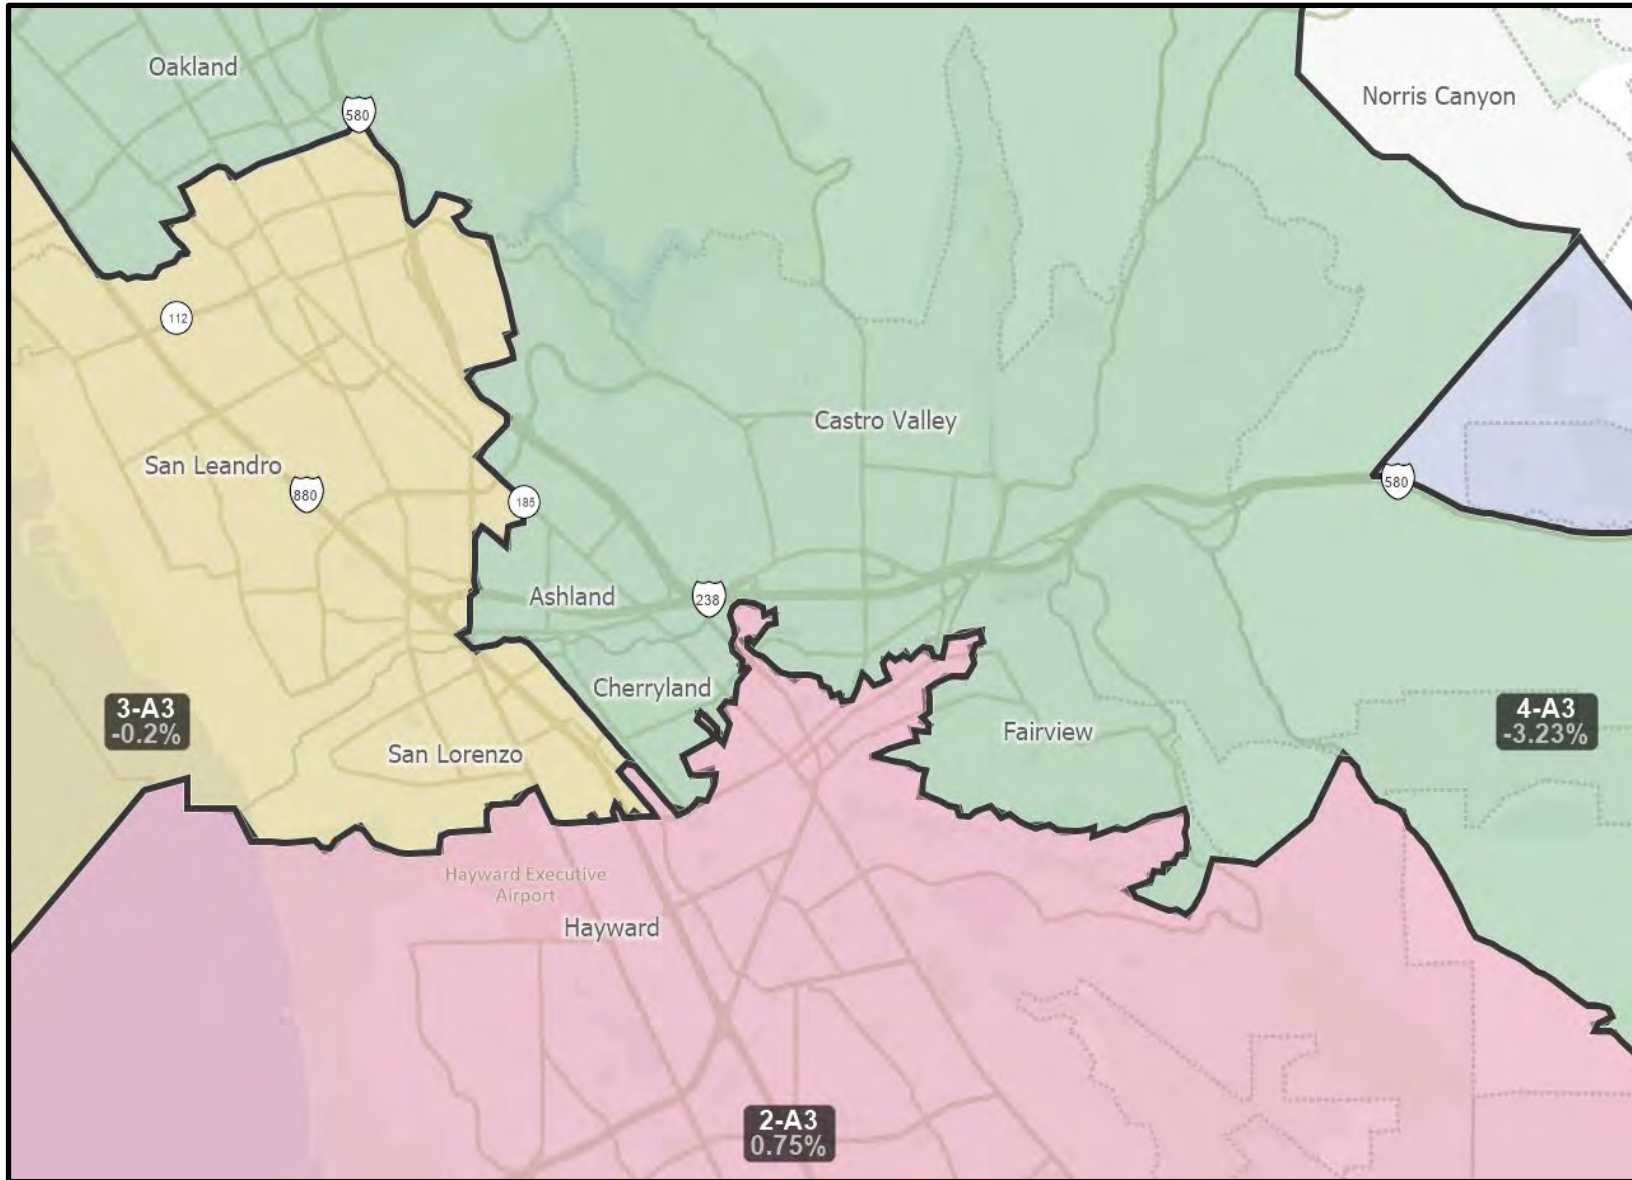 Oakland
580
Norris Canyon
112
Castro Valley
San Leandro
880
185
580
Ashland
238
Cherryland
3-A3
-0.2%
4-A3
-3.23%
Fairview
San Lorenzo
Hayward Executive
Airport
Hayward
2-A3
0.75%